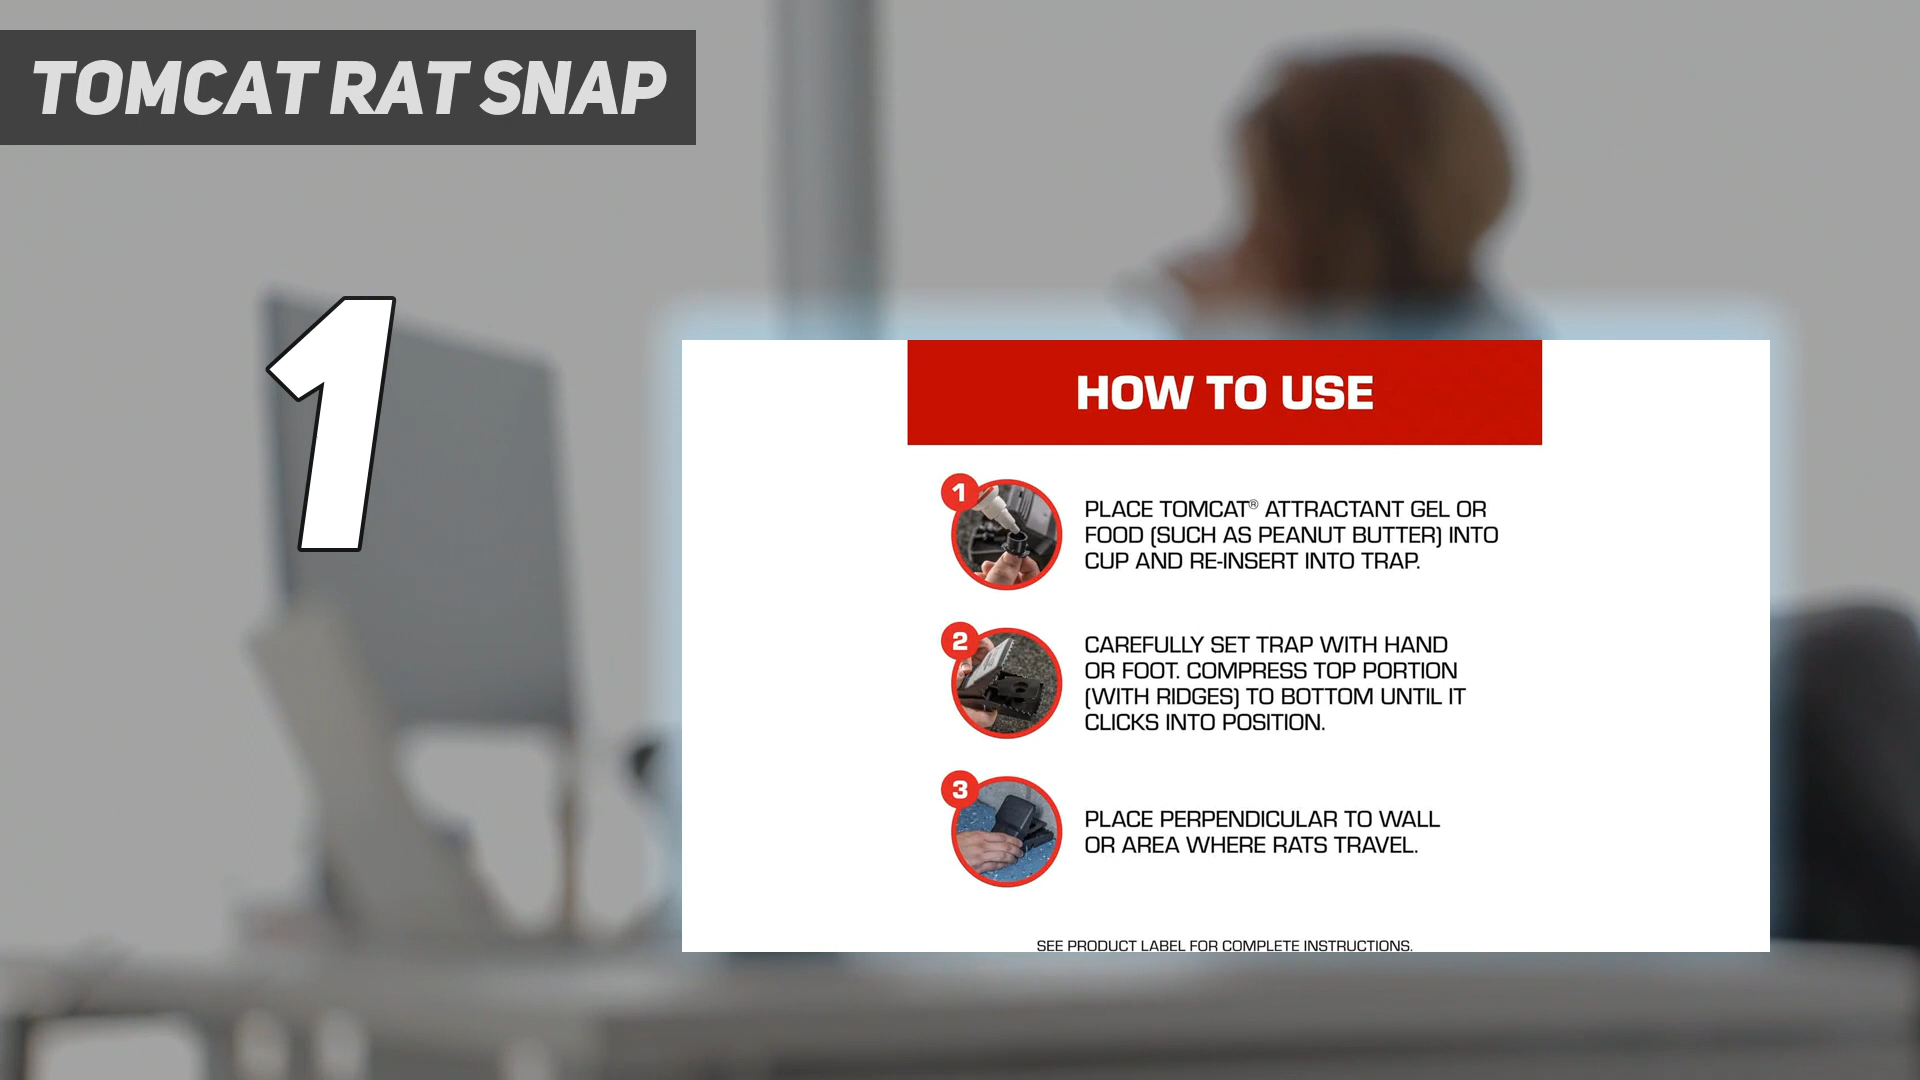 TOMCAT RAT SNAP
1
HOW TO USE
1
PLACE TOMCAT® ATTRACTANT GEL OR
FOOD (SUCH AS PEANUT BUTTER) INTO
CUP AND RE-INSERT INTO TRAP.
2
CAREFULLY SET TRAP WITH HAND
OR FOOT. COMPRESS TOP PORTION
(WITH RIDGES) TO BOTTOM UNTIL IT
CLICKS INTO POSITION.
3
PLACE PERPENDICULAR TO WALL
OR AREA WHERE RATS TRAVEL.
SEE PRODUCT LABEL FOR COMPLETE INSTRUCTIONS.